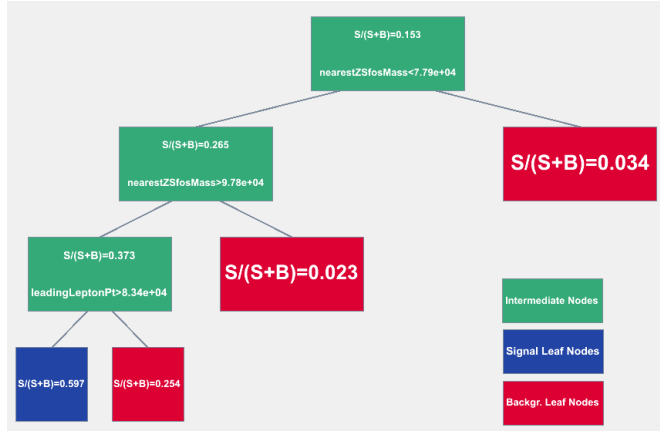 S/(S+B)=0.153
nearestZSfosMass<7.79e+04
S/(S+B)=0.265
nearestZSfosMass>9.78e+04
S/(S+B)=0.034
S/(S+B)=0.373
leadingLeptonPt>8.34e+04
S/(S+B)=0.023
Intermediate Nodes
Signal Leaf Nodes
S/(S+B)=0.597
S/(S+B)=0.254
Backgr. Leaf Nodes